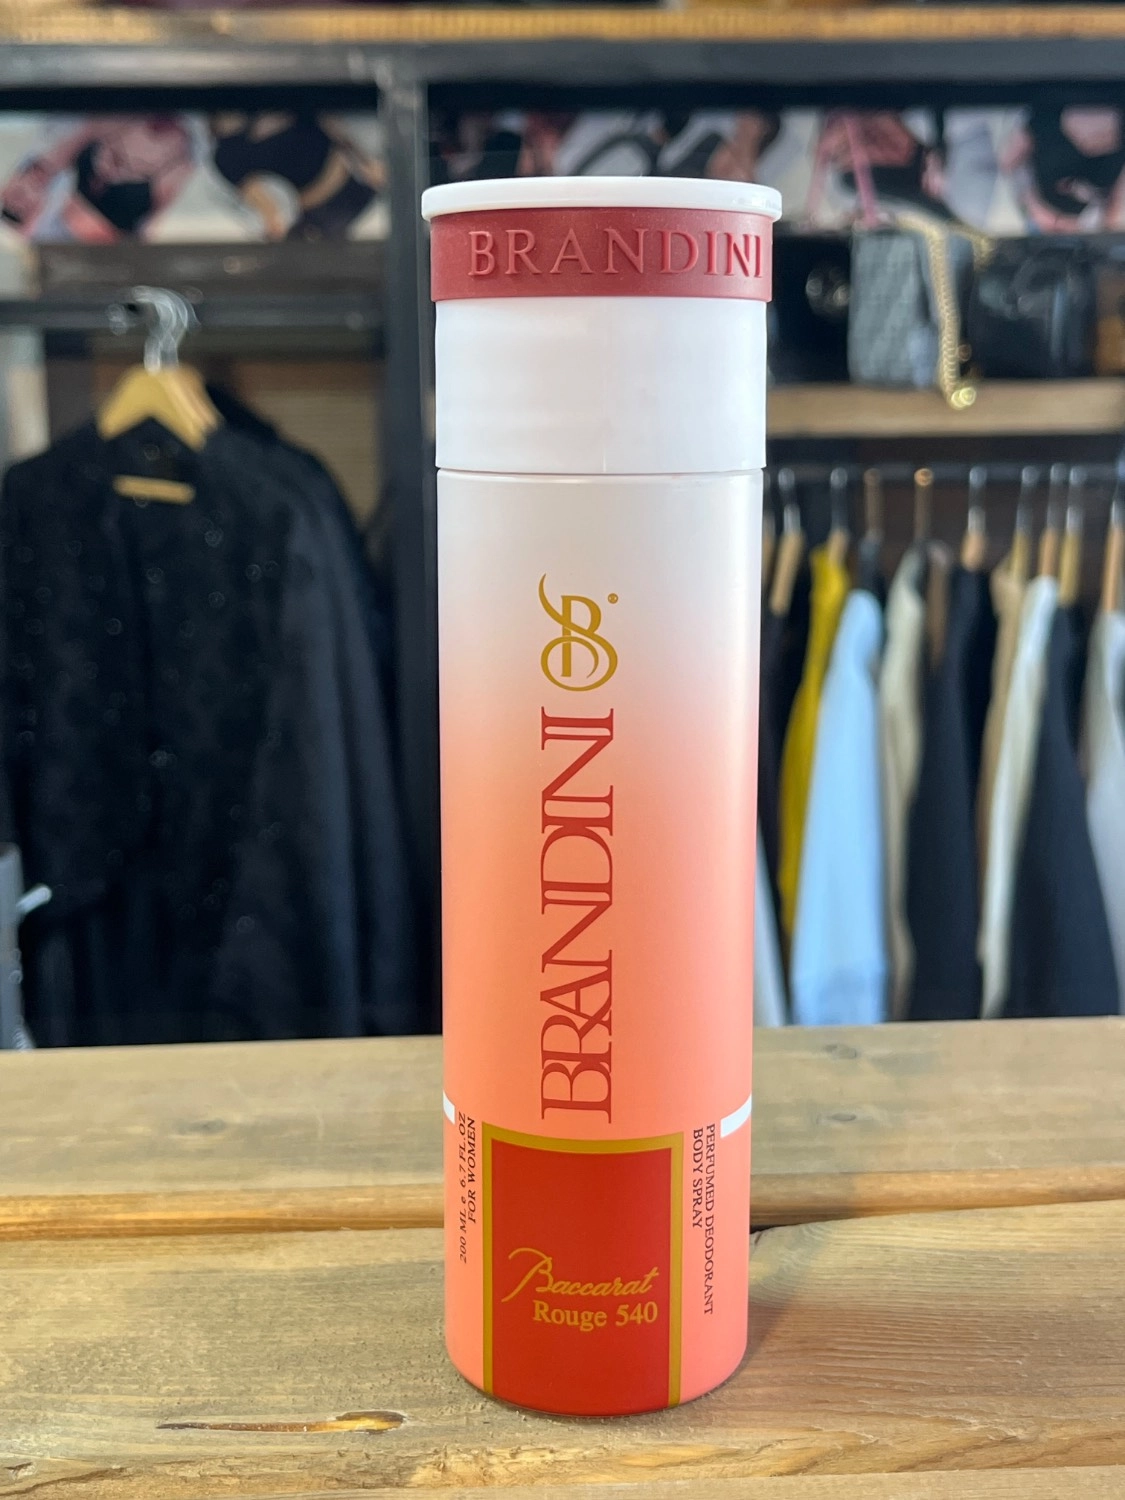 BRANDINI
BRANDINI
200 ML e 6.7 FL.OZ
FOR WOMEN
PERFUMED DEODORANT
BODY SPRAY
Baccarat
Rouge 540